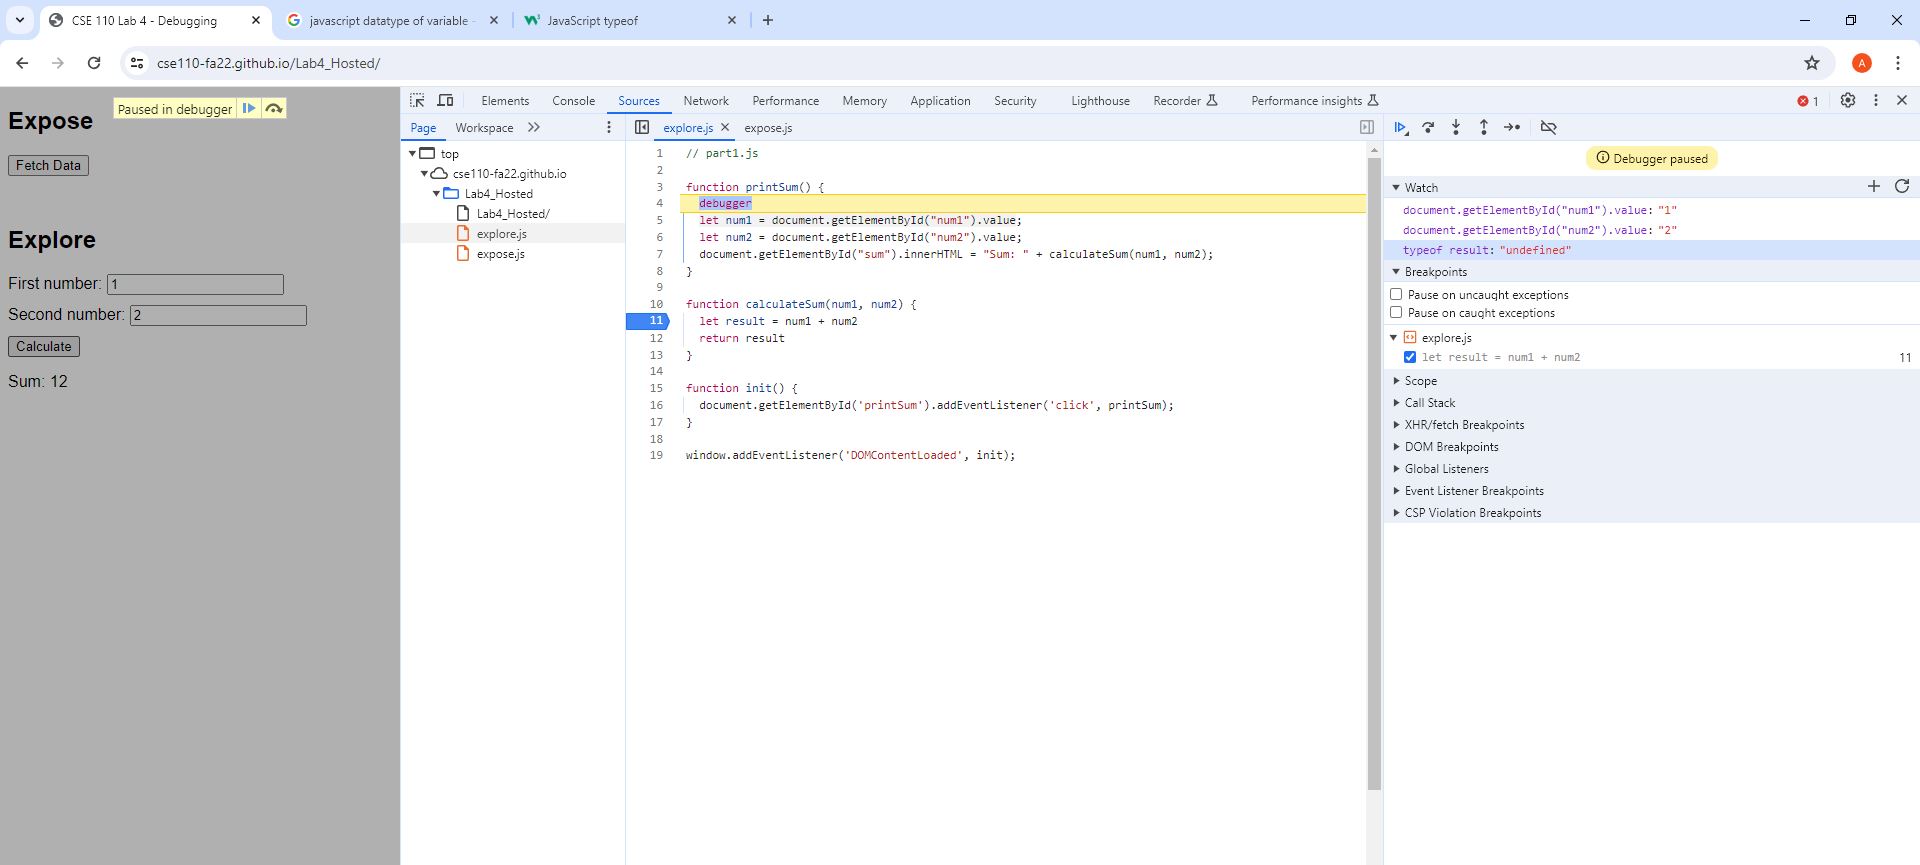 CSE 110 Lab 4 - Debugging
javascript datatype of variable -
JavaScript typeof
cse110-fa22.github.io/Lab4_Hosted/
A
Expose
Paused in debugger
Fetch Data
Explore
First number: 1
Second number: 2
Calculate
Sum: 12
Elements Console Sources Network Performance Memory Application Security Lighthouse Recorder Performance insights
1
Page Workspace
top
cse110-fa22.github.io
Lab4_Hosted
Lab4_Hosted/
explore.js
expose.js
explore.js expose.js
1 // part1.js
2
3 function printSum() {
4 debugger
5 let num1 = document.getElementById("num1").value;
6 let num2 = document.getElementById("num2").value;
7 document.getElementById("sum").innerHTML = "Sum: " + calculateSum(num1, num2);
8 }
9
10 function calculateSum(num1, num2) {
11 let result = num1 + num2
12 return result
13 }
14
15 function init() {
16 document.getElementById('printSum').addEventListener('click', printSum);
17 }
18
19 window.addEventListener('DOMContentLoaded', init);
Debugger paused
Watch
document.getElementById("num1").value: "1"
document.getElementById("num2").value: "2"
typeof result: "undefined"
Breakpoints
Pause on uncaught exceptions
Pause on caught exceptions
explore.js
let result = num1 + num2 11
Scope
Call Stack
XHR/fetch Breakpoints
DOM Breakpoints
Global Listeners
Event Listener Breakpoints
CSP Violation Breakpoints